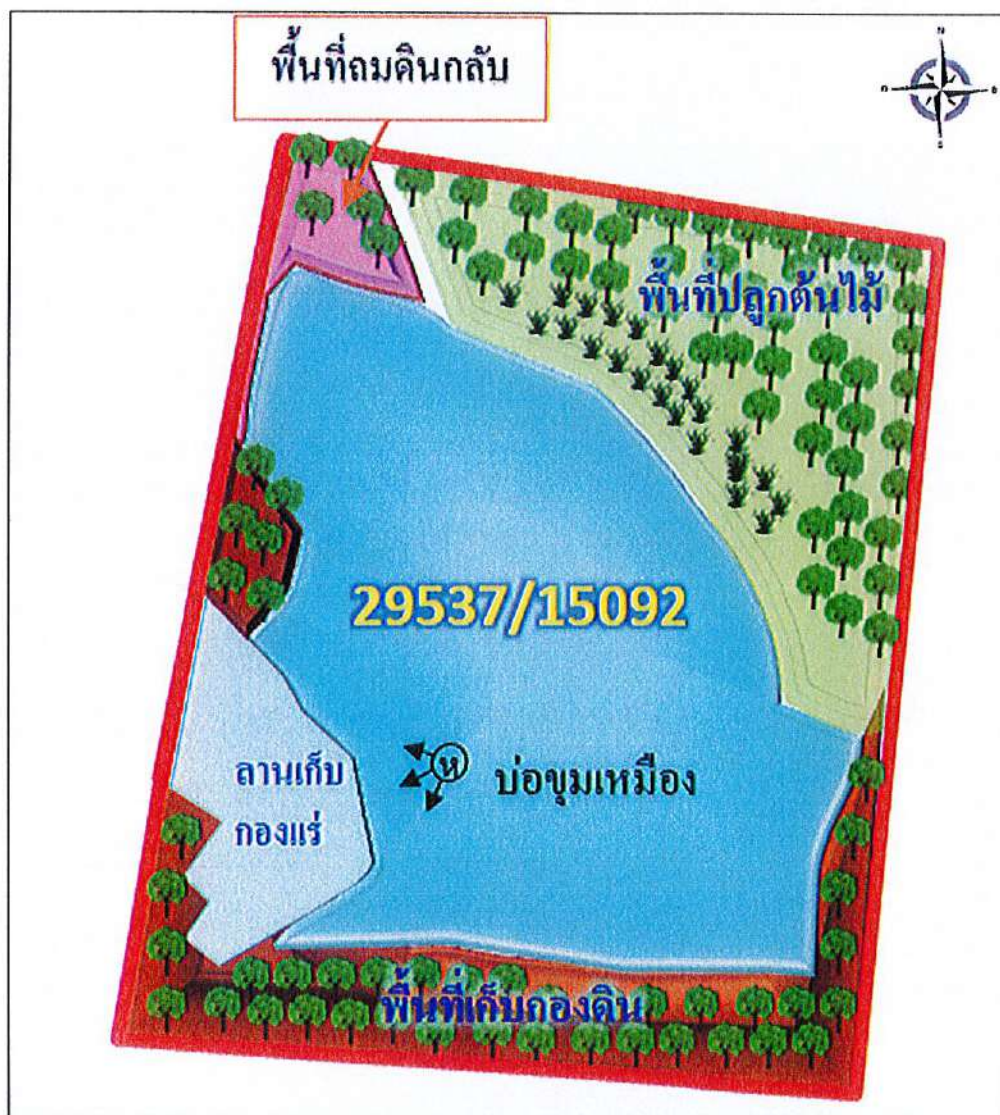 พื้นที่ถมดินกลับ
พื้นที่ปลูกต้นไม้
29537/15092
ห บ่อขุมเหมือง
ลานเก็บ
กองแร่
พื้นที่เก็บกองดิน